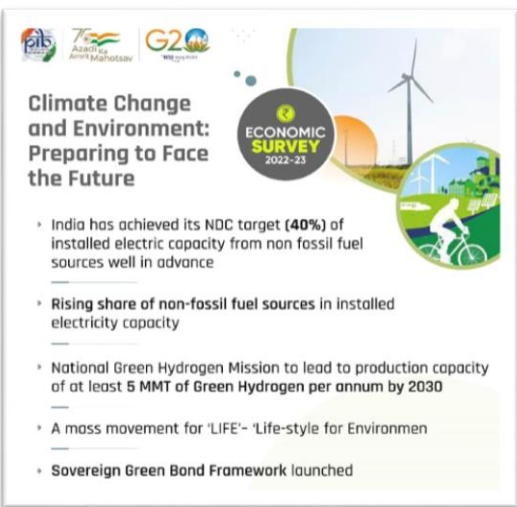 pib
Azadi Ka
Amrit Mahotsav
G20
Climate Change
and Environment:
Preparing to Face
the Future
₹
ECONOMIC
SURVEY
2022-23
India has achieved its NDC target (40%) of
installed electric capacity from non fossil fuel
sources well in advance
Rising share of non-fossil fuel sources in installed
electricity capacity
National Green Hydrogen Mission to lead to production capacity
of at least 5 MMT of Green Hydrogen per annum by 2030
A mass movement for ‘LIFE’- ‘Life-style for Environmen
Sovereign Green Bond Framework launched